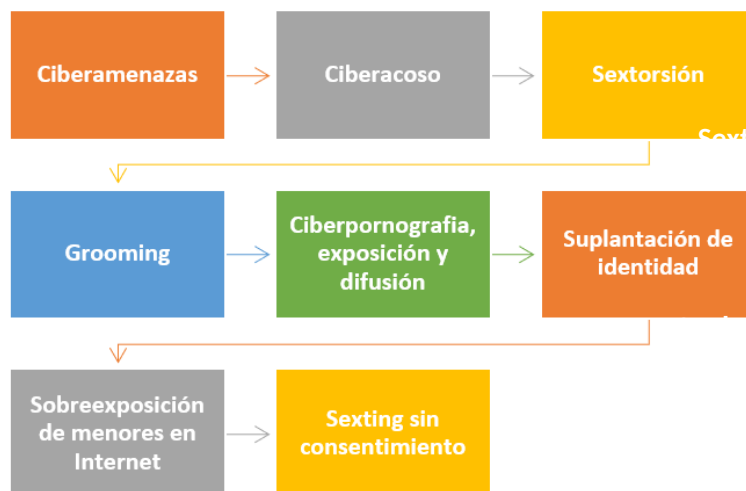 Ciberamenazas
Ciberacoso
Sextorsión
Grooming
Ciberpornografia,
exposición y
difusión
Suplantación de
identidad
Sobreexposición
de menores en
Internet
Sexting sin
consentimiento